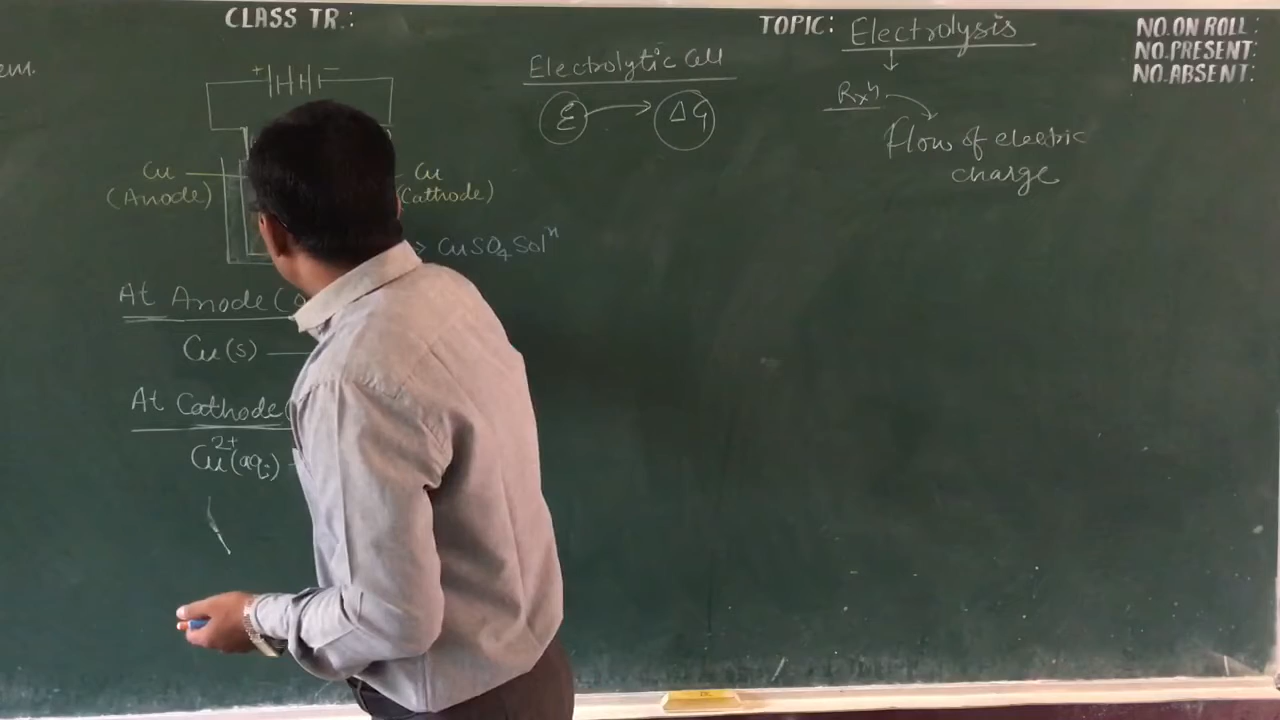 CLASS TR.:
TOPIC: Electrolysis
NO. ON ROLL:
NO. PRESENT:
NO. ABSENT:
em.
+ −
Electrolytic Cell
E → ΔG
Rxⁿ
Flow of electric
charge
Cu
(Anode)
Cu
(Cathode)
CuSO₄ Solⁿ
At Anode (
Cu(s)
At Cathode (
Cu²⁺(aq.)